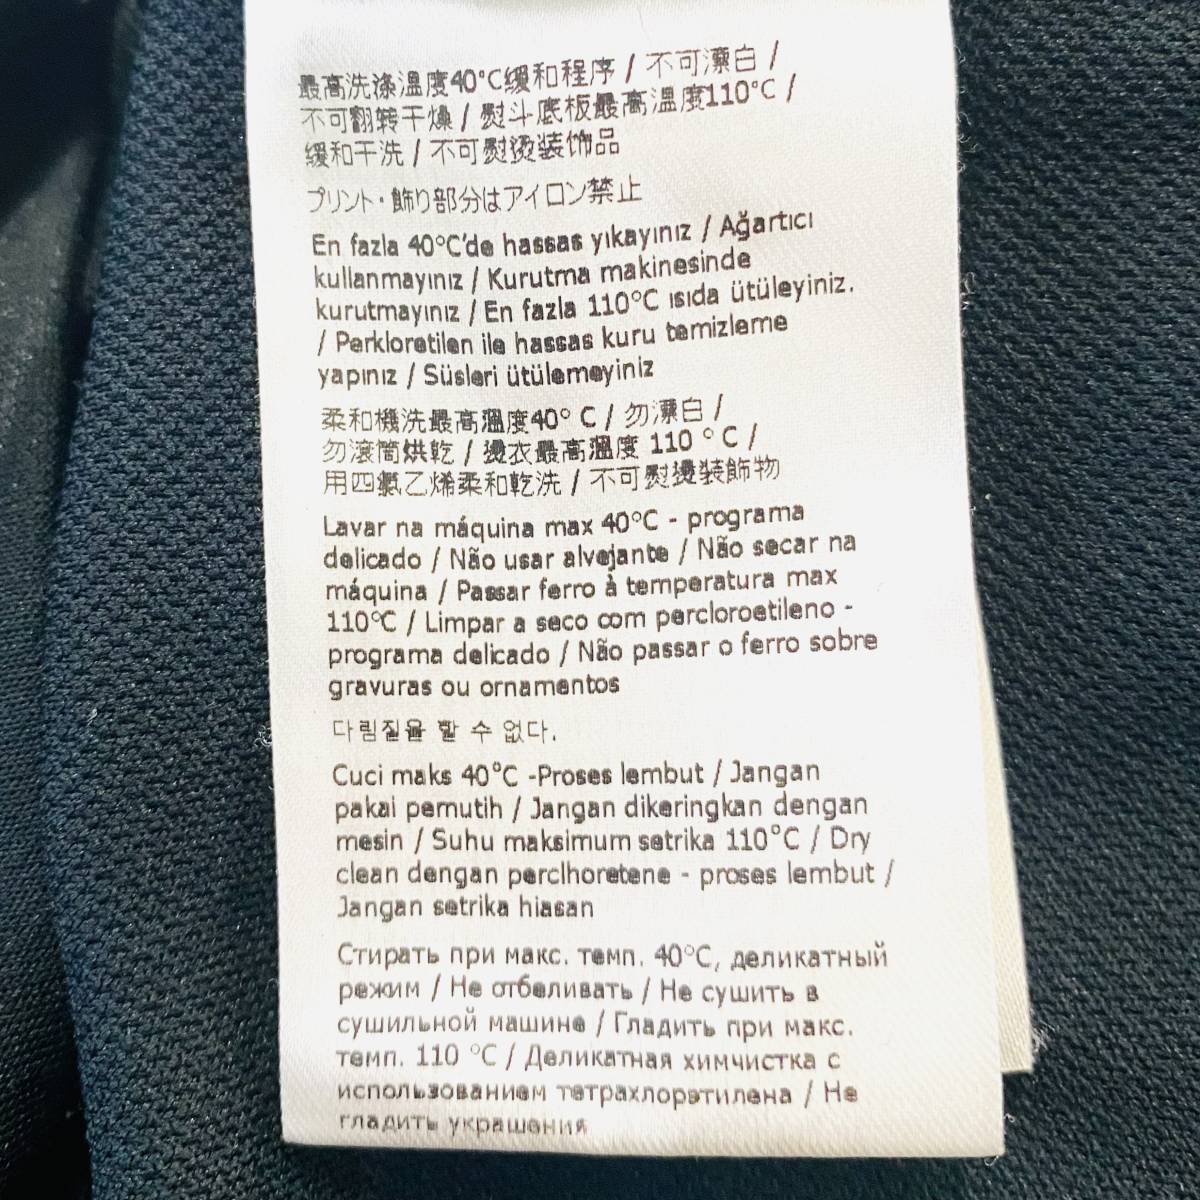 最高洗涤温度40°C缓和程序 / 不可漂白 /
不可翻转干燥 / 熨斗底板最高温度110°C /
缓和干洗 / 不可熨烫装饰品
プリント・飾り部分はアイロン禁止
En fazla 40°C'de hassas yıkayınız / Ağartıcı
kullanmayınız / Kurutma makinesinde
kurutmayınız / En fazla 110°C ısıda ütüleyiniz.
/ Perkloretilen ile hassas kuru temizleme
yapınız / Süsleri ütülemeyiniz
柔和機洗最高溫度40° C / 勿漂白 /
勿滾筒烘乾 / 燙衣最高溫度 110 ° C /
用四氯乙烯柔和乾洗 / 不可熨燙裝飾物
Lavar na máquina max 40°C - programa
delicado / Não usar alvejante / Não secar na
máquina / Passar ferro à temperatura max
110°C / Limpar a seco com percloroetileno -
programa delicado / Não passar o ferro sobre
gravuras ou ornamentos
다림질을 할 수 없다.
Cuci maks 40°C -Proses lembut / Jangan
pakai pemutih / Jangan dikeringkan dengan
mesin / Suhu maksimum setrika 110°C / Dry
clean dengan perclhoretene - proses lembut /
Jangan setrika hiasan
Стирать при макс. темп. 40°C, деликатный
режим / Не отбеливать / Не сушить в
сушильной машине / Гладить при макс.
темп. 110 °C / Деликатная химчистка с
использованием тетрахлорэтилена / Не
гладить украшения